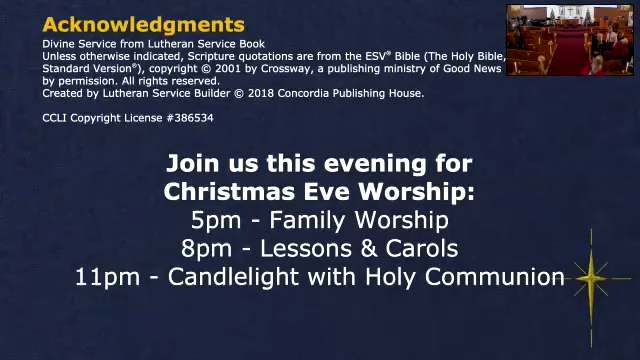 Acknowledgments
Divine Service from Lutheran Service Book
Unless otherwise indicated, Scripture quotations are from the ESV® Bible (The Holy Bible,
Standard Version®), copyright © 2001 by Crossway, a publishing ministry of Good News
by permission. All rights reserved.
Created by Lutheran Service Builder © 2018 Concordia Publishing House.
CCLI Copyright License #386534
Join us this evening for
Christmas Eve Worship:
5pm - Family Worship
8pm - Lessons & Carols
11pm - Candlelight with Holy Communion